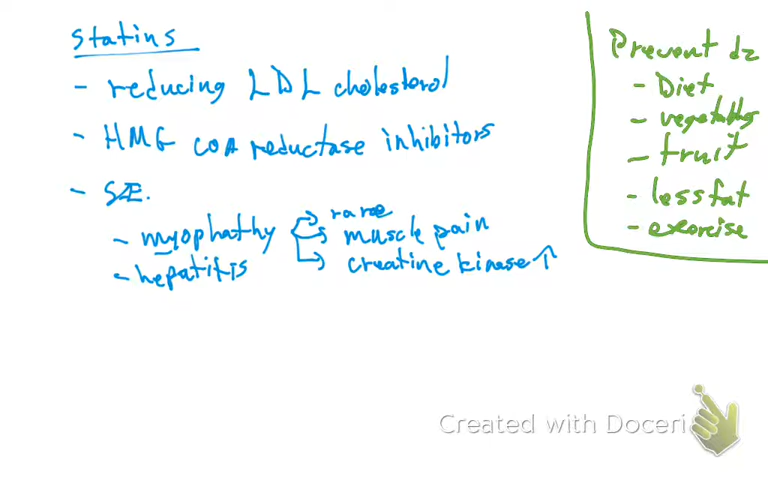 Statins
- reducing LDL cholesterol
- HMG COA reductase inhibitors
- S/E.
- myophathy
rare
muscle pain
creatine kinase ↑
- hepatitis
Prevent dz
- Diet
- vegetables
- fruit
- less fat
- exercise
Created with Doceri